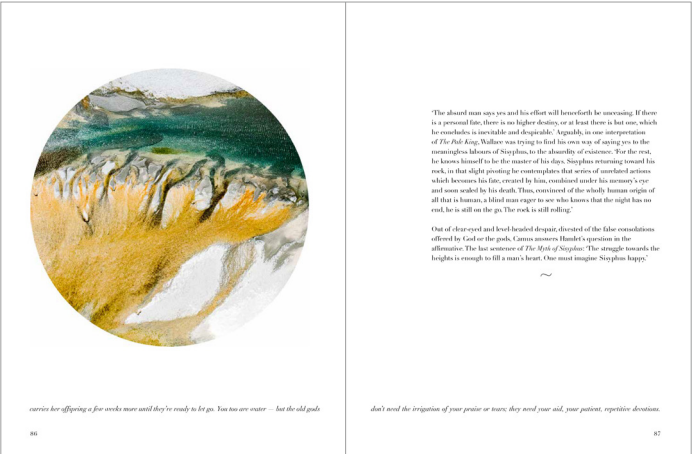 'The absurd man says yes and his effort will henceforth be unceasing. If there
is a personal fate, there is no higher destiny, or at least there is but one, which
he concludes is inevitable and despicable.' Arguably, in one interpretation
of The Pale King, Wallace was trying to find his own way of saying yes to the
meaningless labours of Sisyphus, to the absurdity of existence. 'For the rest,
he knows himself to be the master of his days. Sisyphus returning toward his
rock, in that slight pivoting he contemplates that series of unrelated actions
which becomes his fate, created by him, combined under his memory's eye
and soon sealed by his death. Thus, convinced of the wholly human origin of
all that is human, a blind man eager to see who knows that the night has no
end, he is still on the go. The rock is still rolling.'
Out of clear-eyed and level-headed despair, divested of the false consolations
offered by God or the gods, Camus answers Hamlet's question in the
affirmative. The last sentence of The Myth of Sisyphus: 'The struggle towards the
heights is enough to fill a man's heart. One must imagine Sisyphus happy.'
~
carries her offspring a few weeks more until they're ready to let go. You too are water — but the old gods
don't need the irrigation of your praise or tears; they need your aid, your patient, repetitive devotions.
86
87